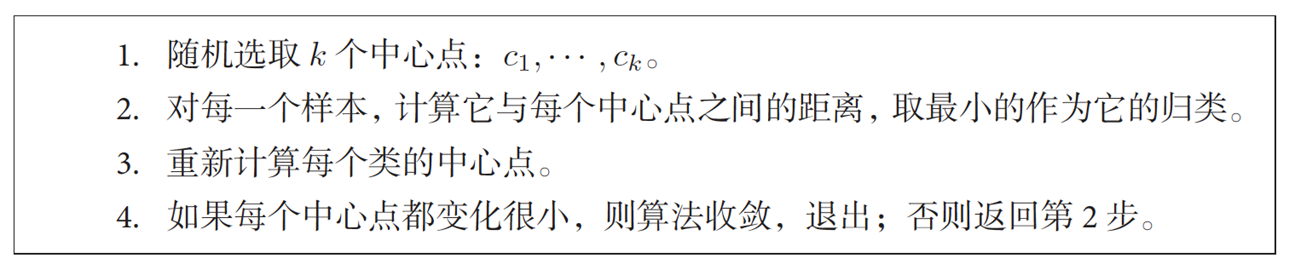 1. 随机选取 k 个中心点：c1,⋯ ,ck。
2. 对每一个样本，计算它与每个中心点之间的距离，取最小的作为它的归类。
3. 重新计算每个类的中心点。
4. 如果每个中心点都变化很小，则算法收敛，退出；否则返回第 2 步。